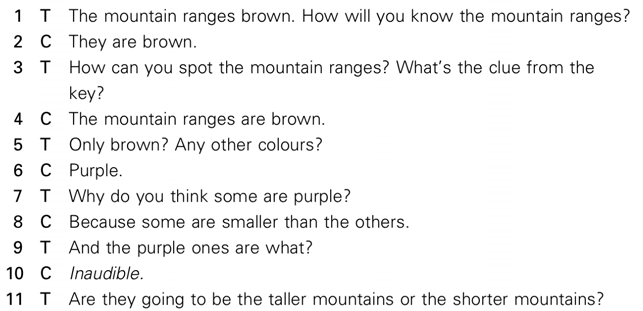 1 T The mountain ranges brown. How will you know the mountain ranges?
2 C They are brown.
3 T How can you spot the mountain ranges? What's the clue from the
key?
4 C The mountain ranges are brown.
5 T Only brown? Any other colours?
6 C Purple.
7 T Why do you think some are purple?
8 C Because some are smaller than the others.
9 T And the purple ones are what?
10 C Inaudible.
11 T Are they going to be the taller mountains or the shorter mountains?